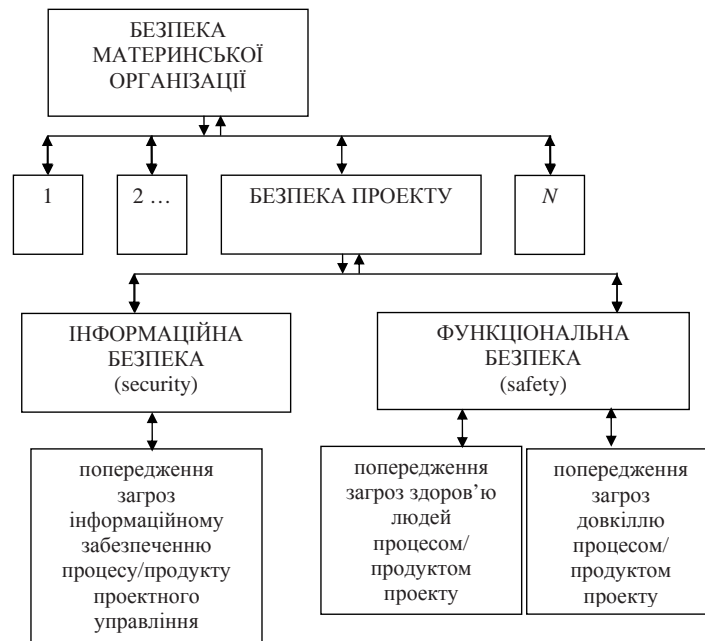 БЕЗПЕКА
МАТЕРИНСЬКОЇ
ОРГАНІЗАЦІЇ
1
2 ...
БЕЗПЕКА ПРОЕКТУ
N
ІНФОРМАЦІЙНА
БЕЗПЕКА
(security)
ФУНКЦІОНАЛЬНА
БЕЗПЕКА
(safety)
попередження
загроз
інформаційному
забезпеченню
процесу/продукту
проектного
управління
попередження
загроз здоров’ю
людей
процесом/
продуктом
проекту
попередження
загроз
довкіллю
процесом/
продуктом
проекту